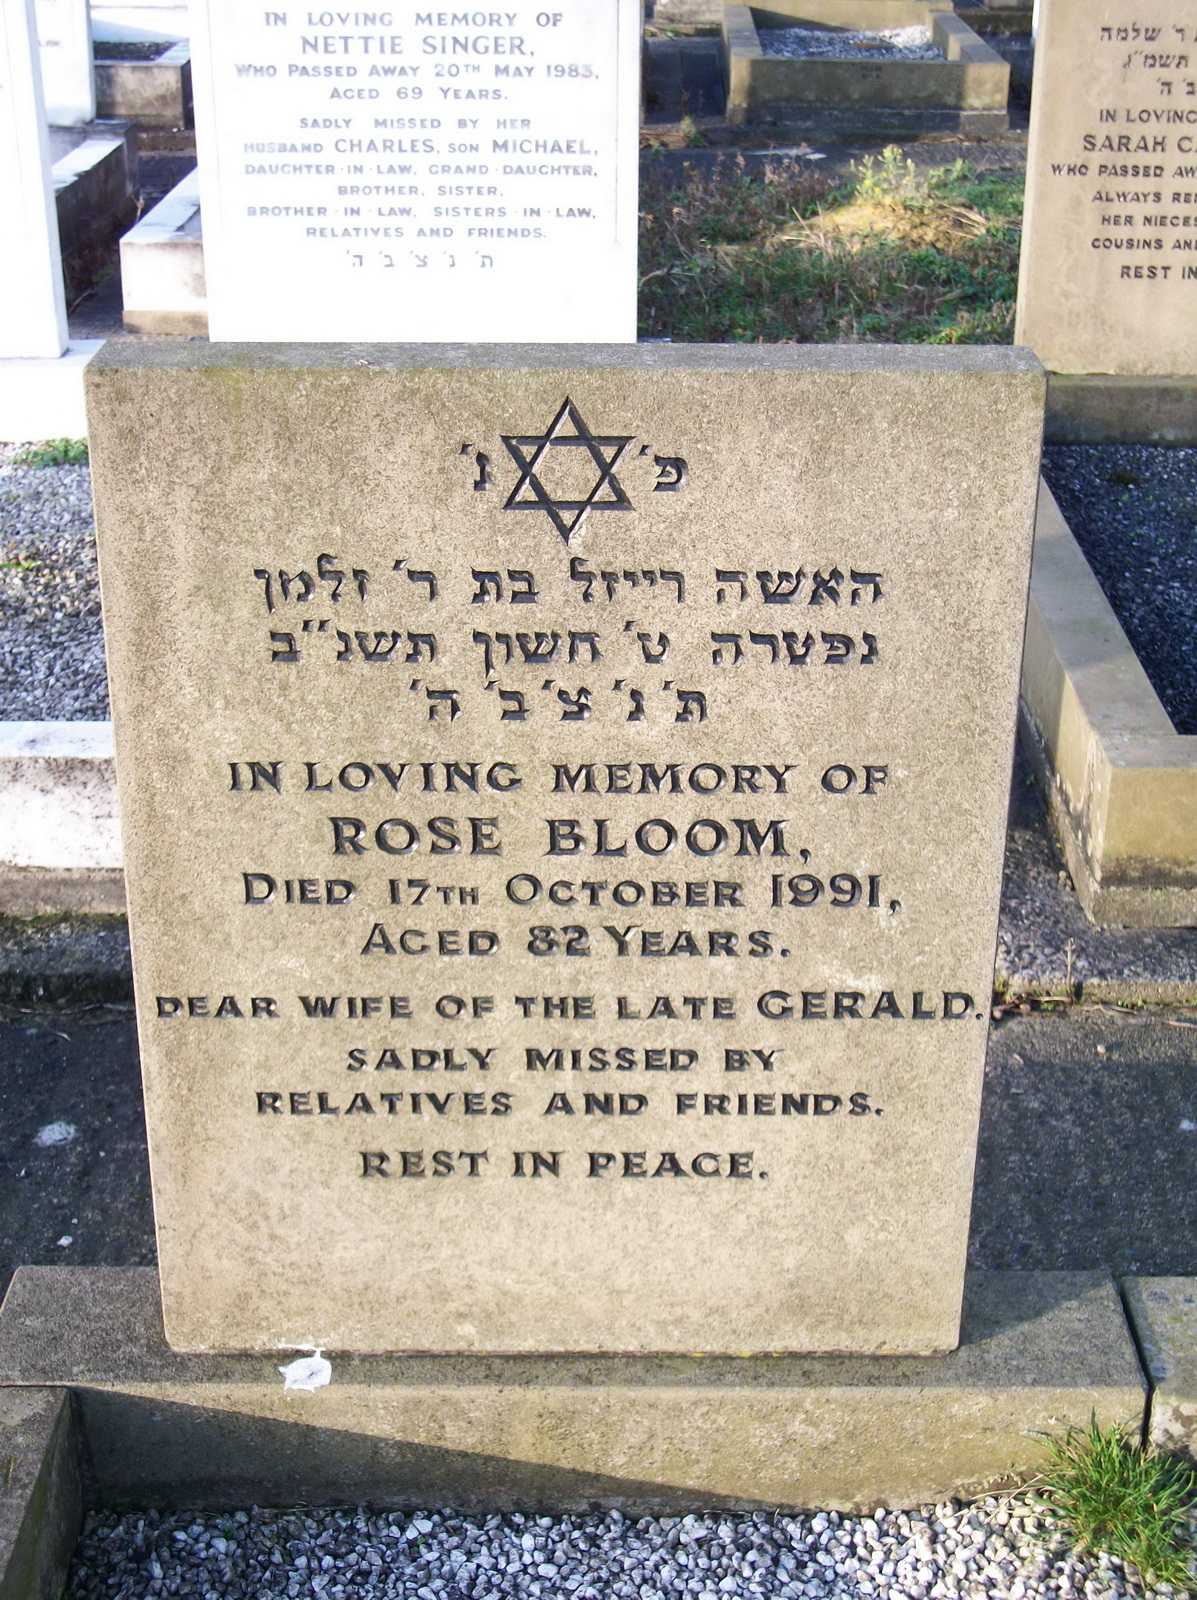 IN LOVING MEMORY OF
NETTIE SINGER,
WHO PASSED AWAY 20TH MAY 1983,
AGED 69 YEARS.
SADLY MISSED BY HER
HUSBAND CHARLES, SON MICHAEL,
DAUGHTER-IN-LAW, GRAND-DAUGHTER,
BROTHER, SISTER,
BROTHER-IN-LAW, SISTERS-IN-LAW,
RELATIVES AND FRIENDS.
ת' נ' צ' ב' ה'
ר' שלמה
תשמ"ג
ב' ה'
IN LOVING
SARAH
WHO PASSED
ALWAYS
HER
COUSINS
REST IN
פ' נ'
האשה רייזל בת ר' זלמן
נפטרה ט' חשון תשנ"ב
ת' נ' צ' ב' ה'
IN LOVING MEMORY OF
ROSE BLOOM,
DIED 17TH OCTOBER 1991,
AGED 82 YEARS.
DEAR WIFE OF THE LATE GERALD.
SADLY MISSED BY
RELATIVES AND FRIENDS.
REST IN PEACE.